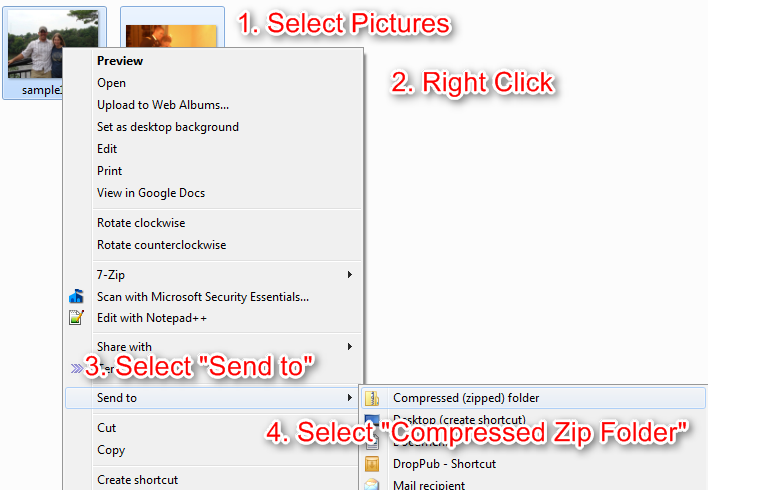 1. Select Pictures
2. Right Click
sample
Preview
Open
Upload to Web Albums...
Set as desktop background
Edit
Print
View in Google Docs
Rotate clockwise
Rotate counterclockwise
7-Zip
Scan with Microsoft Security Essentials...
Edit with Notepad++
Share with
3. Select "Send to"
Send to
Compressed (zipped) folder
Desktop (create shortcut)
4. Select "Compressed Zip Folder"
Cut
Copy
DropPub - Shortcut
Create shortcut
Mail recipient